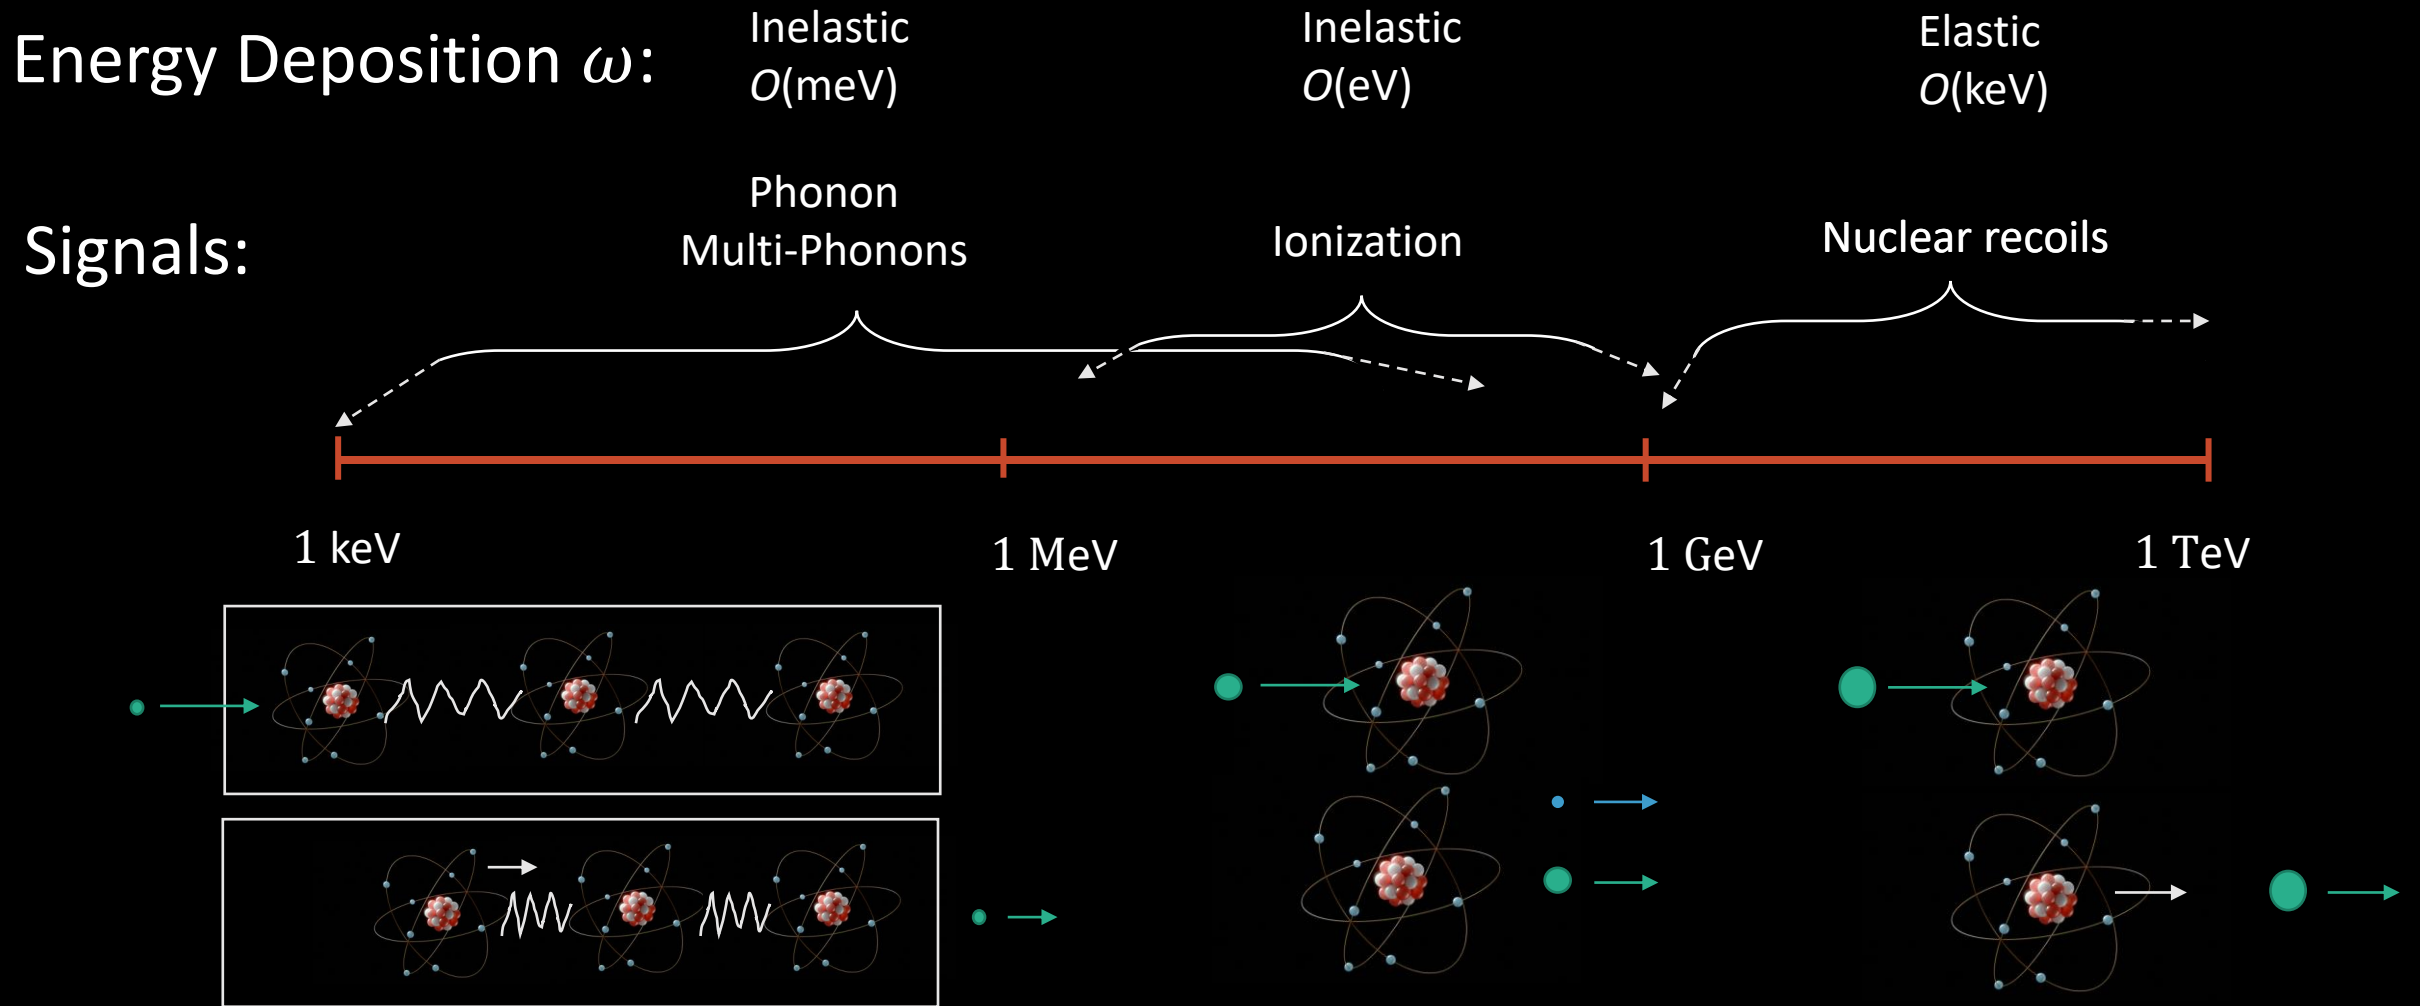 Energy Deposition ω:
Inelastic
O(meV)
Inelastic
O(eV)
Elastic
O(keV)
Signals:
Phonon
Multi-Phonons
Ionization
Nuclear recoils
1 keV
1 MeV
1 GeV
1 TeV